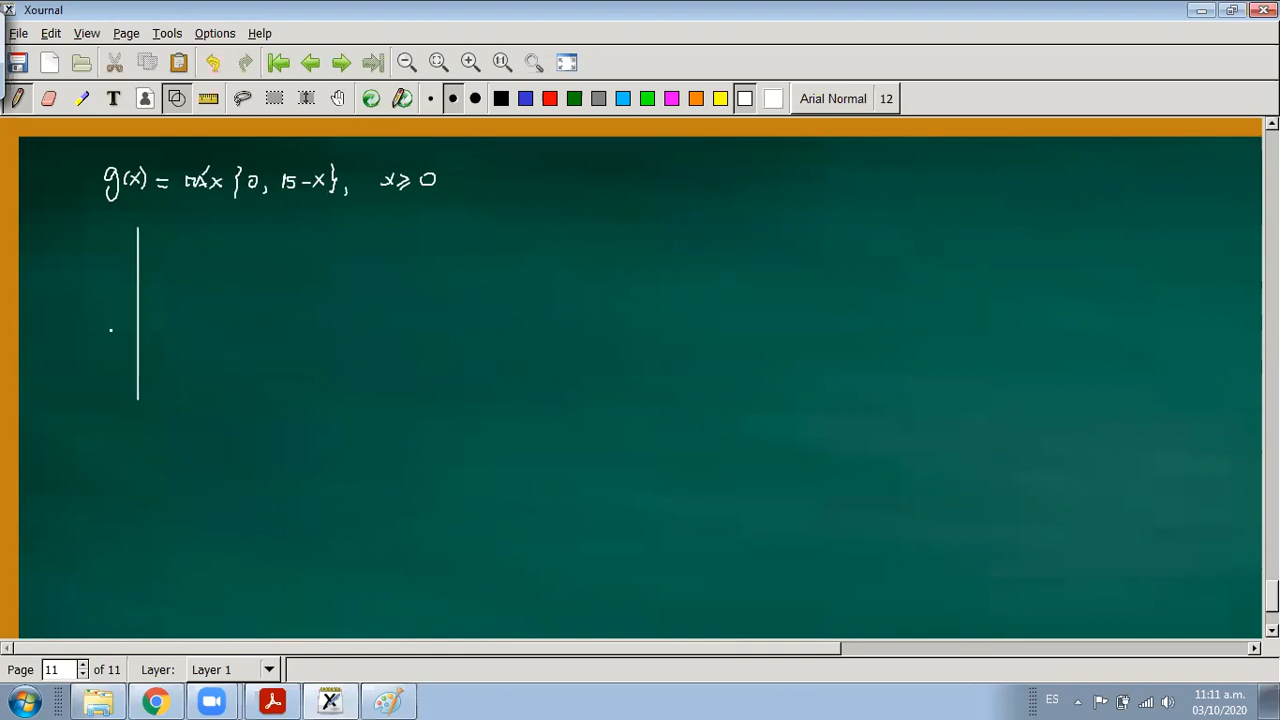 Xournal
File Edit View Page Tools Options Help
T Arial Normal 12
g(x) = máx {0, 15-x}, x ≥ 0
Page 11 of 11 Layer: Layer 1
ES 11:11 a.m.
03/10/2020